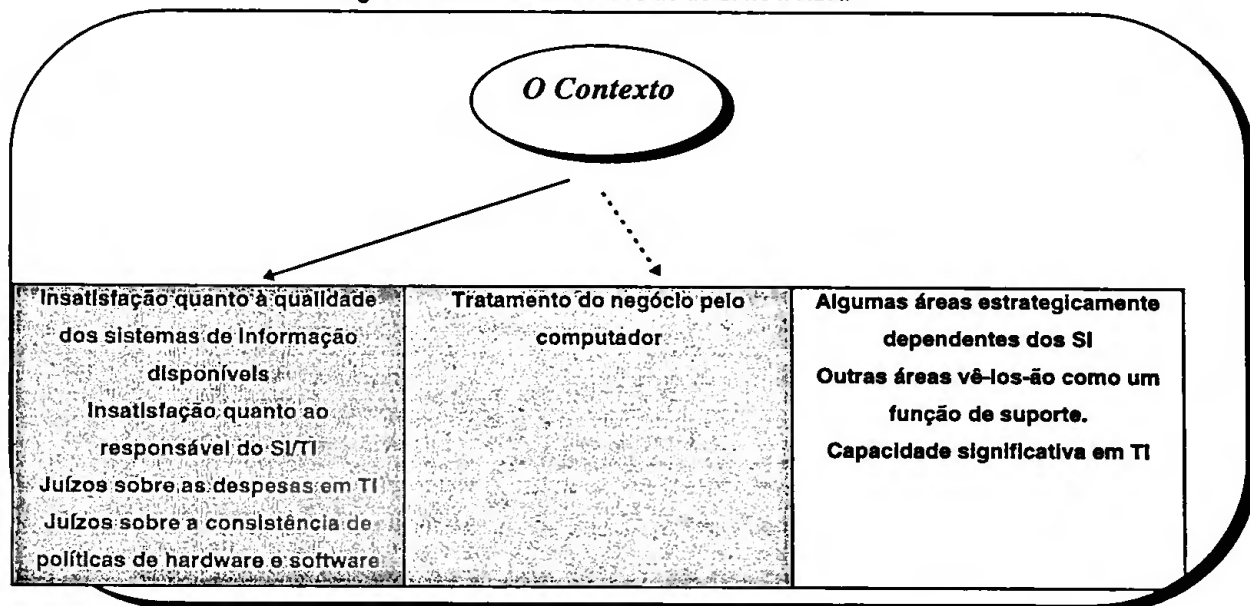 O Contexto
Insatisfação quanto à qualidade
dos sistemas de Informação
disponíveis
Insatisfação quanto ao
responsável do SI/TI
Juízos sobre as despesas em TI
Juízos sobre a consistência de
políticas de hardware e software
Tratamento do negócio pelo
computador
Algumas áreas estrategicamente
dependentes dos SI
Outras áreas vê-los-ão como um
função de suporte.
Capacidade significativa em TI